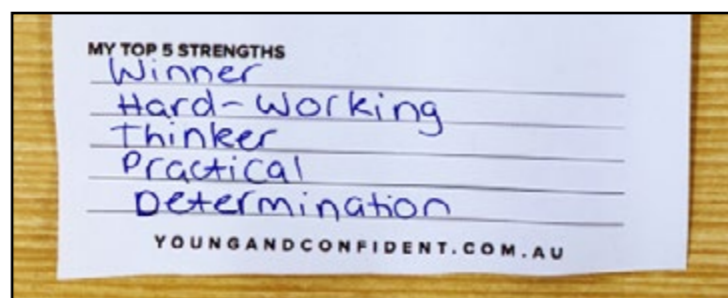 MY TOP 5 STRENGTHS
Winner
Hard-Working
Thinker
Practical
Determination
YOUNGANDCONFIDENT.COM.AU